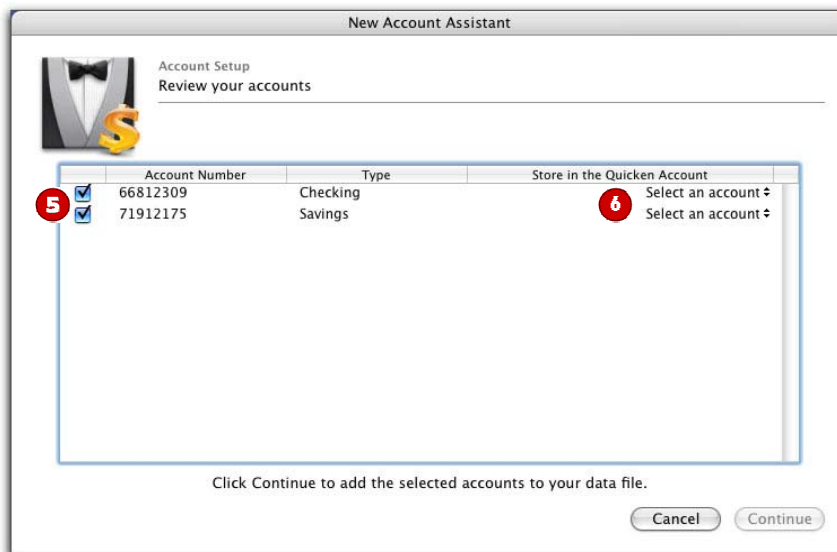 New Account Assistant
Account Setup
Review your accounts
Account Number Type Store in the Quicken Account
5 66812309 Checking 6 Select an account
71912175 Savings Select an account
Click Continue to add the selected accounts to your data file.
Cancel Continue